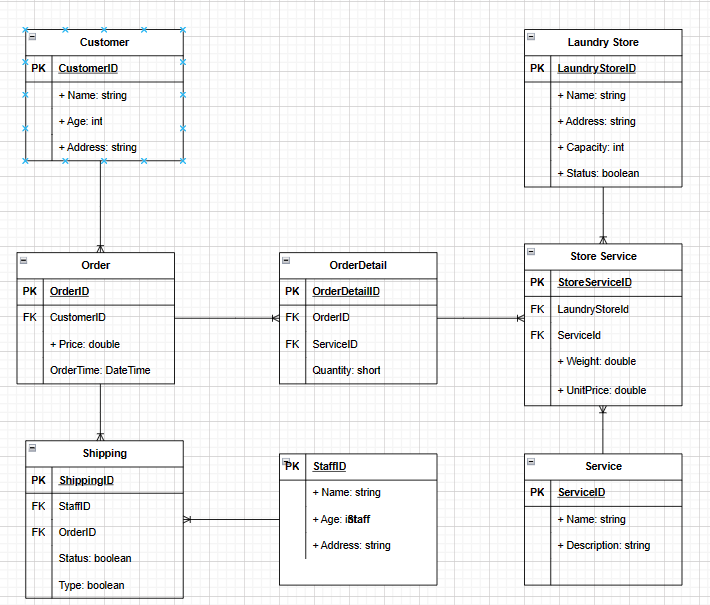 Customer
PK CustomerID
+ Name: string
+ Age: int
+ Address: string
Laundry Store
PK LaundryStoreID
+ Name: string
+ Address: string
+ Capacity: int
+ Status: boolean
Order
PK OrderID
FK CustomerID
+ Price: double
OrderTime: DateTime
OrderDetail
PK OrderDetailID
FK OrderID
FK ServiceID
Quantity: short
Store Service
PK StoreServiceID
FK LaundryStoreId
FK ServiceId
+ Weight: double
+ UnitPrice: double
Shipping
PK ShippingID
FK StaffID
FK OrderID
Status: boolean
Type: boolean
PK StaffID
+ Name: string
+ Age: int
Staff
+ Address: string
Service
PK ServiceID
+ Name: string
+ Description: string